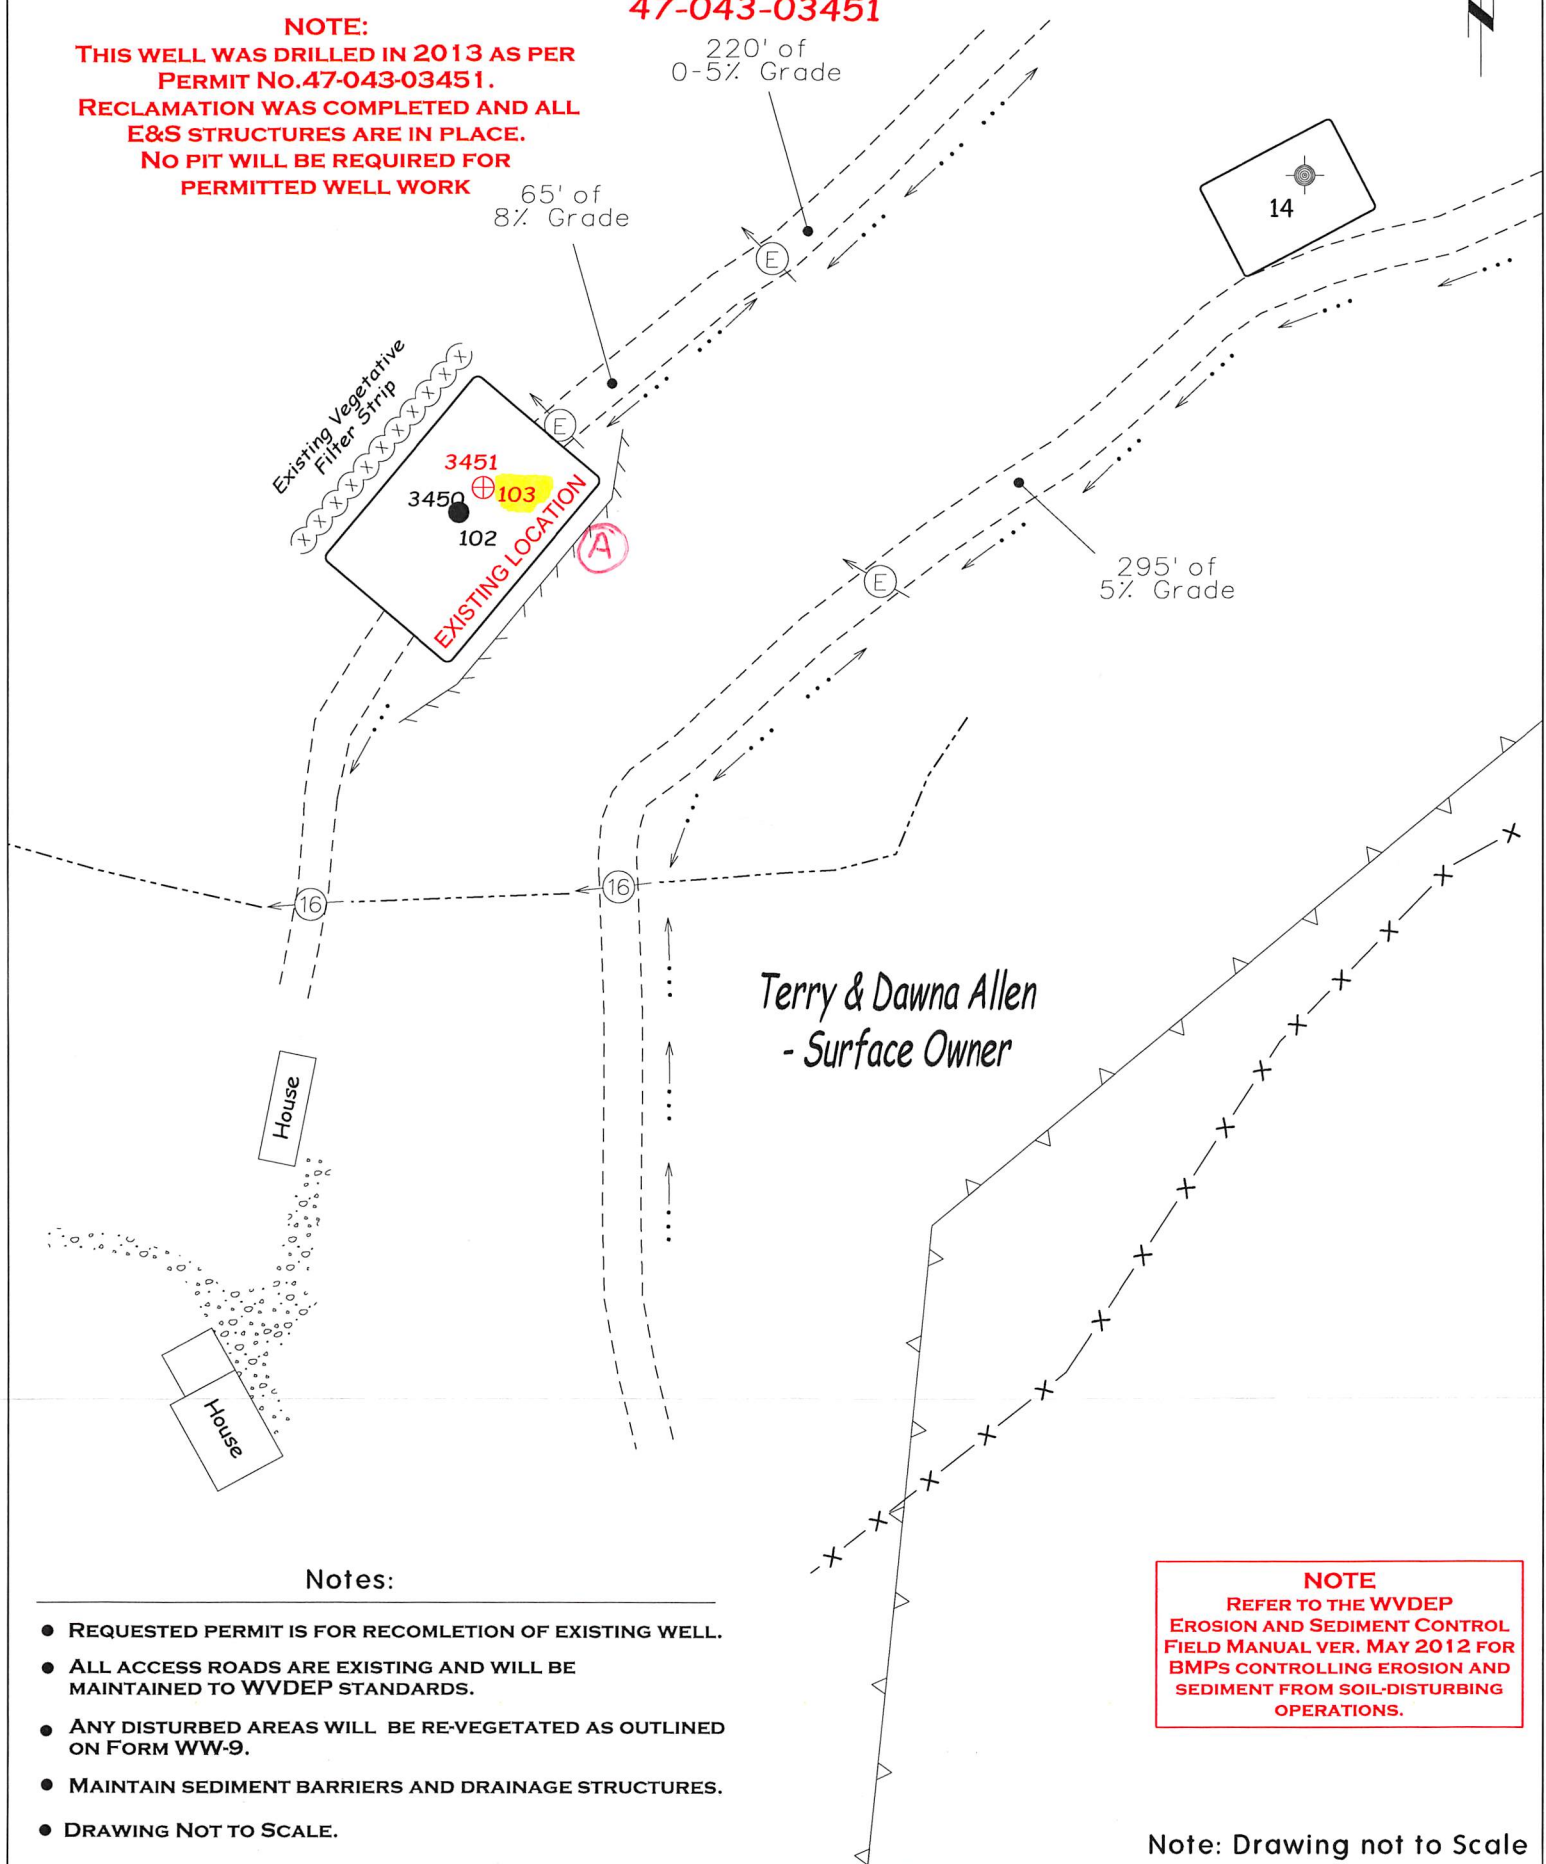 47-043-03451
NOTE:
THIS WELL WAS DRILLED IN 2013 AS PER
PERMIT NO.47-043-03451.
RECLAMATION WAS COMPLETED AND ALL
E&S STRUCTURES ARE IN PLACE.
NO PIT WILL BE REQUIRED FOR
PERMITTED WELL WORK
220' of
0-5% Grade
65' of
8% Grade
14
E
E
Existing Vegetative
Filter Strip
3451
103
3450
102
EXISTING LOCATION
A
E
295' of
5% Grade
16
16
Terry & Dawna Allen
- Surface Owner
House
House
Notes:
● REQUESTED PERMIT IS FOR RECOMLETION OF EXISTING WELL.
● ALL ACCESS ROADS ARE EXISTING AND WILL BE
MAINTAINED TO WVDEP STANDARDS.
● ANY DISTURBED AREAS WILL BE RE-VEGETATED AS OUTLINED
ON FORM WW-9.
● MAINTAIN SEDIMENT BARRIERS AND DRAINAGE STRUCTURES.
● DRAWING NOT TO SCALE.
NOTE
REFER TO THE WVDEP
EROSION AND SEDIMENT CONTROL
FIELD MANUAL VER. MAY 2012 FOR
BMPS CONTROLLING EROSION AND
SEDIMENT FROM SOIL-DISTURBING
OPERATIONS.
Note: Drawing not to Scale